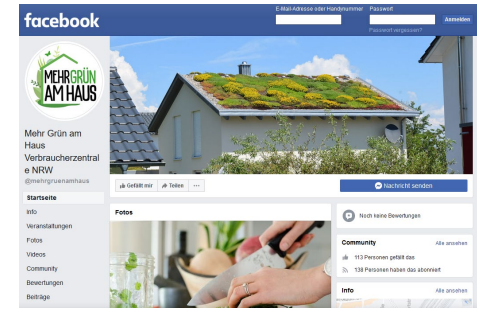 facebook
E-Mail-Adresse oder Handynummer
Passwort
Anmelden
Passwort vergessen?
MEHR GRÜN
AM HAUS
Mehr Grün am
Haus
Verbraucherzentral
e NRW
@mehrgruenamhaus
Startseite
Info
Veranstaltungen
Fotos
Videos
Community
Bewertungen
Beiträge
Gefällt mir
Teilen
Nachricht senden
Fotos
Noch keine Bewertungen
Community
Alle ansehen
113 Personen gefällt das
138 Personen haben das abonniert
Info
Alle ansehen